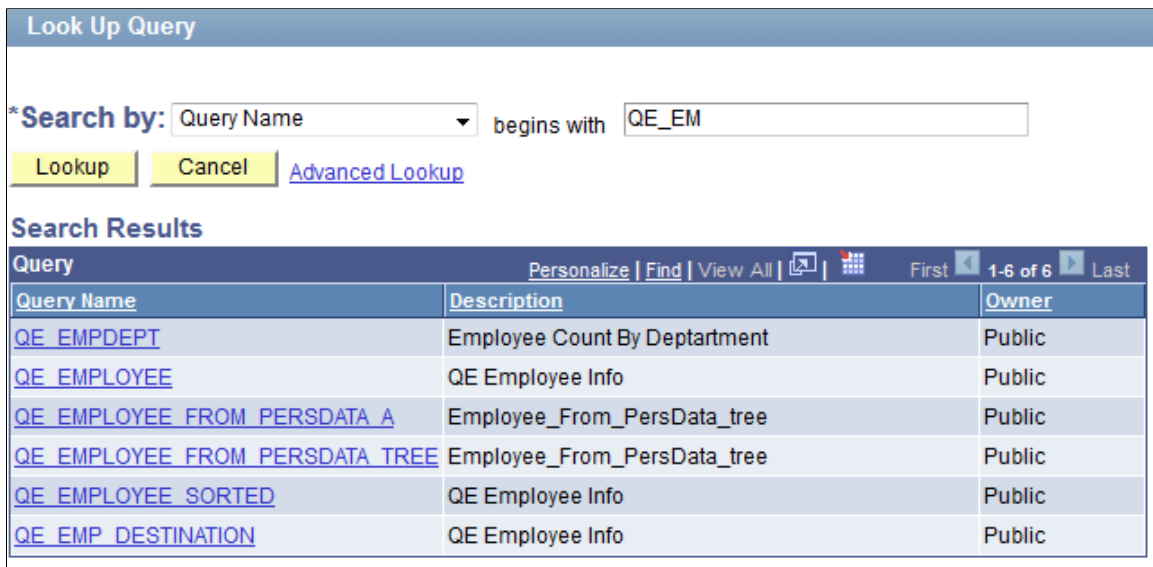 Look Up Query
*Search by: Query Name begins with QE_EM
Lookup Cancel Advanced Lookup
Search Results
Query Personalize | Find | View All | | First 1-6 of 6 Last
Query Name Description Owner
QE_EMPDEPT Employee Count By Deptartment Public
QE_EMPLOYEE QE Employee Info Public
QE_EMPLOYEE_FROM_PERSDATA_A Employee_From_PersData_tree Public
QE_EMPLOYEE_FROM_PERSDATA_TREE Employee_From_PersData_tree Public
QE_EMPLOYEE_SORTED QE Employee Info Public
QE_EMP_DESTINATION QE Employee Info Public